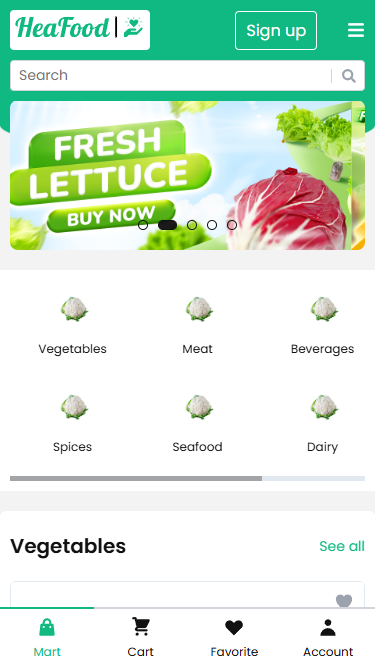 HeaFood
Sign up
Search
FRESH
LETTUCE
BUY NOW
Vegetables Meat Beverages
Spices Seafood Dairy
Vegetables See all
Mart Cart Favorite Account